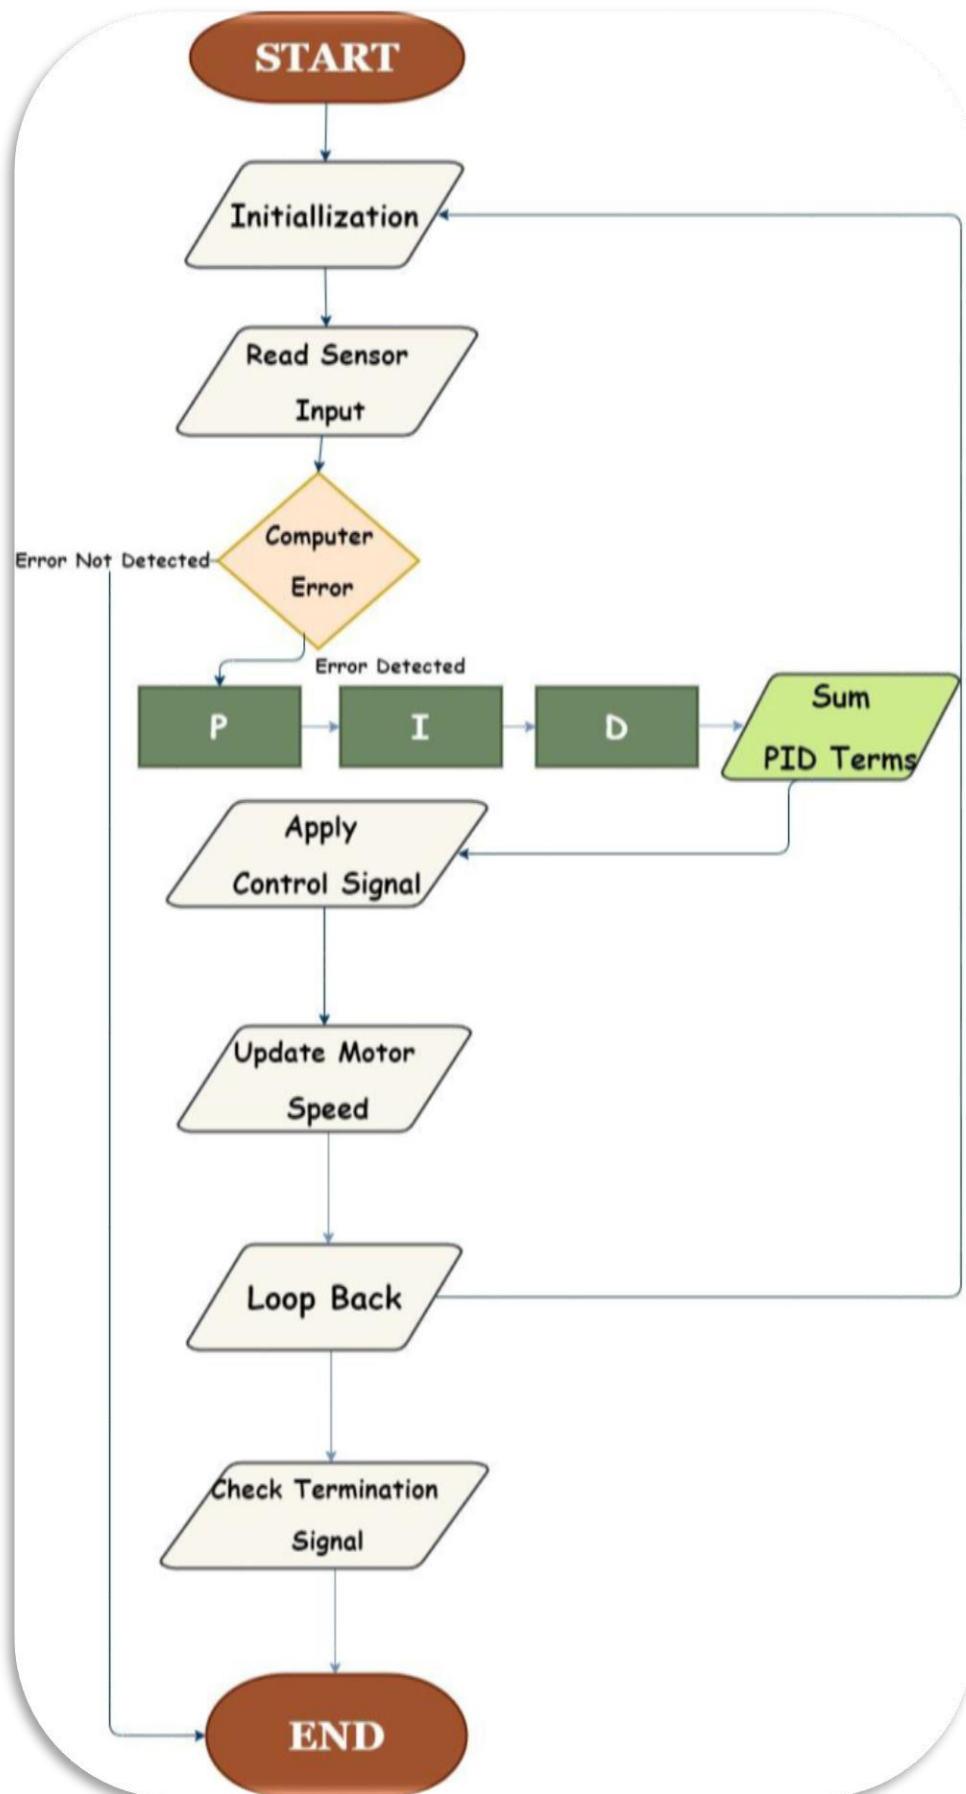 START
Initiallization
Read Sensor
Input
Computer
Error
Error Not Detected
Error Detected
P
I
D
Sum
PID Terms
Apply
Control Signal
Update Motor
Speed
Loop Back
Check Termination
Signal
END